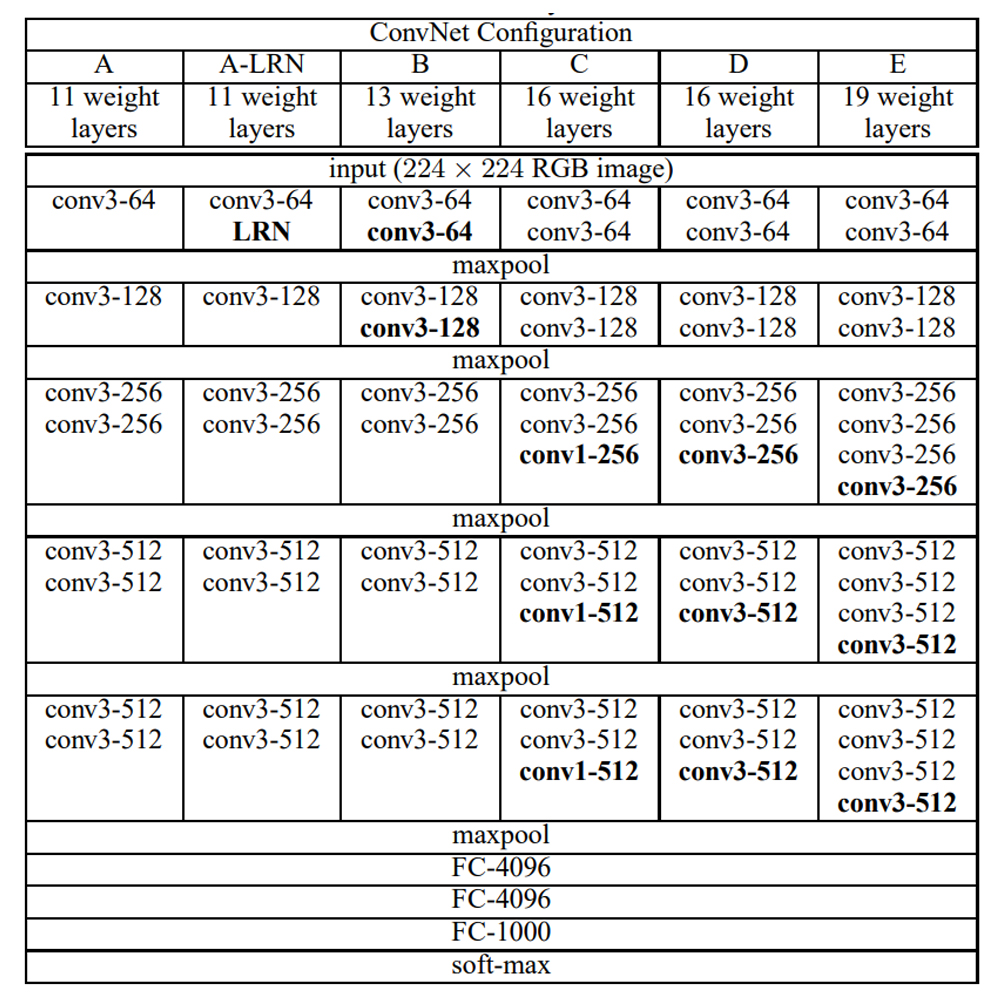 ConvNet Configuration
A A-LRN B C D E
11 weight 11 weight 13 weight 16 weight 16 weight 19 weight
layers layers layers layers layers layers
input (224 × 224 RGB image)
conv3-64 conv3-64 conv3-64 conv3-64 conv3-64 conv3-64
LRN conv3-64 conv3-64 conv3-64 conv3-64
maxpool
conv3-128 conv3-128 conv3-128 conv3-128 conv3-128 conv3-128
conv3-128 conv3-128 conv3-128 conv3-128
maxpool
conv3-256 conv3-256 conv3-256 conv3-256 conv3-256 conv3-256
conv3-256 conv3-256 conv3-256 conv3-256 conv3-256 conv3-256
conv1-256 conv3-256 conv3-256
conv3-256
maxpool
conv3-512 conv3-512 conv3-512 conv3-512 conv3-512 conv3-512
conv3-512 conv3-512 conv3-512 conv3-512 conv3-512 conv3-512
conv1-512 conv3-512 conv3-512
conv3-512
maxpool
conv3-512 conv3-512 conv3-512 conv3-512 conv3-512 conv3-512
conv3-512 conv3-512 conv3-512 conv3-512 conv3-512 conv3-512
conv1-512 conv3-512 conv3-512
conv3-512
maxpool
FC-4096
FC-4096
FC-1000
soft-max